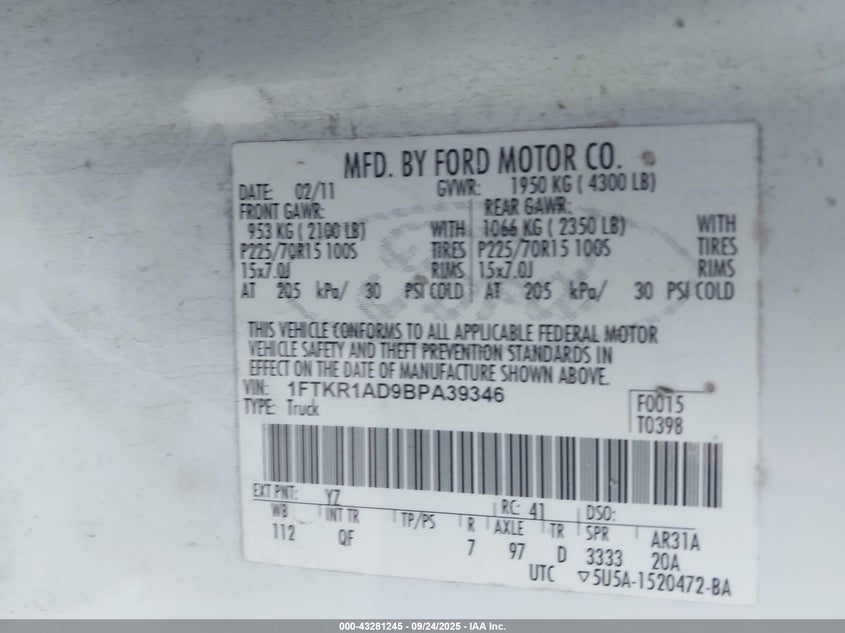 MFD. BY FORD MOTOR CO.
DATE: 02/11 GVWR: 1950 KG ( 4300 LB)
FRONT GAWR: REAR GAWR:
953 KG ( 2100 LB) WITH 1066 KG ( 2350 LB) WITH
P225/70R15 100S TIRES P225/70R15 100S TIRES
15x7.0J RIMS 15x7.0J RIMS
AT 205 kPa/ 30 PSI COLD AT 205 kPa/ 30 PSI COLD
THIS VEHICLE CONFORMS TO ALL APPLICABLE FEDERAL MOTOR
VEHICLE SAFETY AND THEFT PREVENTION STANDARDS IN
EFFECT ON THE DATE OF MANUFACTURE SHOWN ABOVE.
VIN: 1FTKR1AD9BPA39346
TYPE: Truck
F0015
T0398
EXT PNT: YZ RC: 41 DSO:
WB INT TR TP/PS R AXLE TR SPR AR31A
112 QF 7 97 D 3333 20A
UTC ▽5U5A-1520472-BA
000-43281245 - 09/24/2025 - IAA Inc.